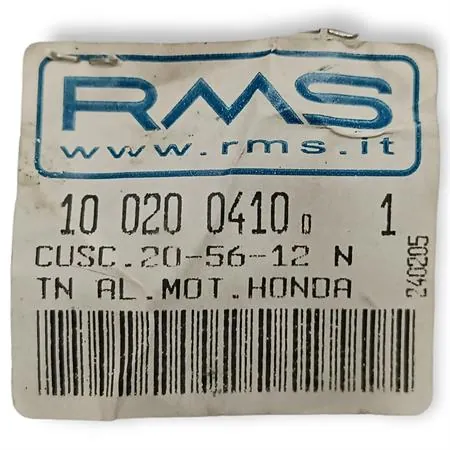 RMS
www.rms.it
10 020 0410 0 1
CUSC.20-56-12 N
TN AL.MOT.HONDA
240205